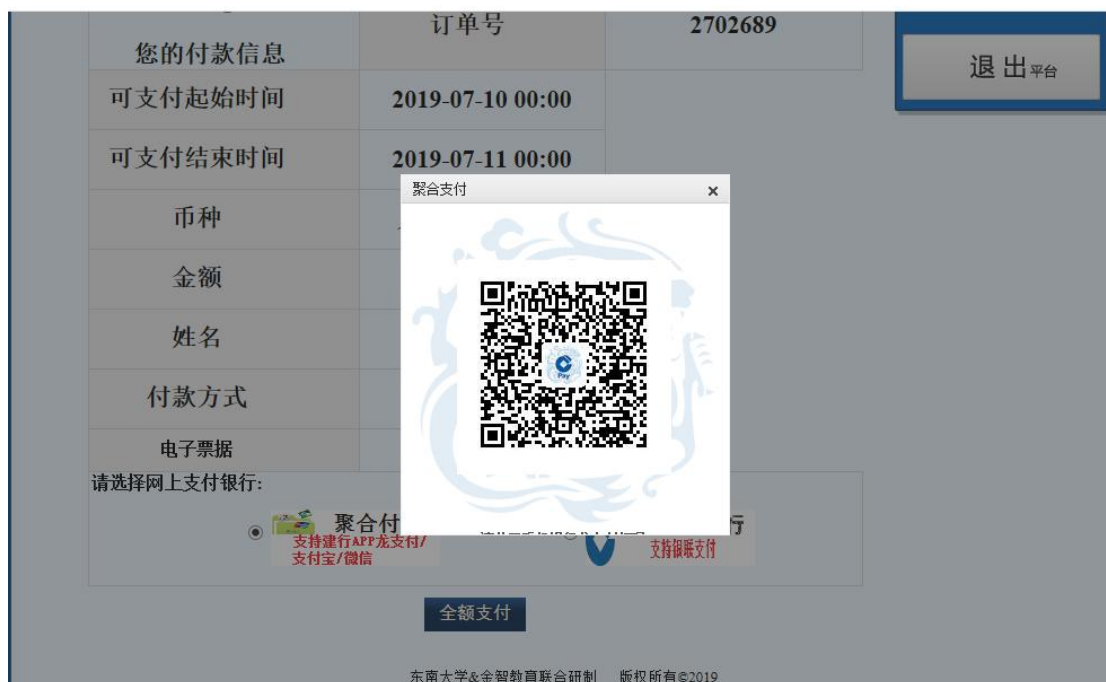 订单号 2702689
您的付款信息
退 出平台
可支付起始时间 2019-07-10 00:00
可支付结束时间 2019-07-11 00:00
聚合支付 ×
币种
金额
姓名
付款方式
电子票据
Pay
请选择网上支付银行:
聚合付
行
支持建行APP龙支付/
支付宝/微信
支持银联支付
全额支付
东南大学&金智教育联合研制 版权所有©2019